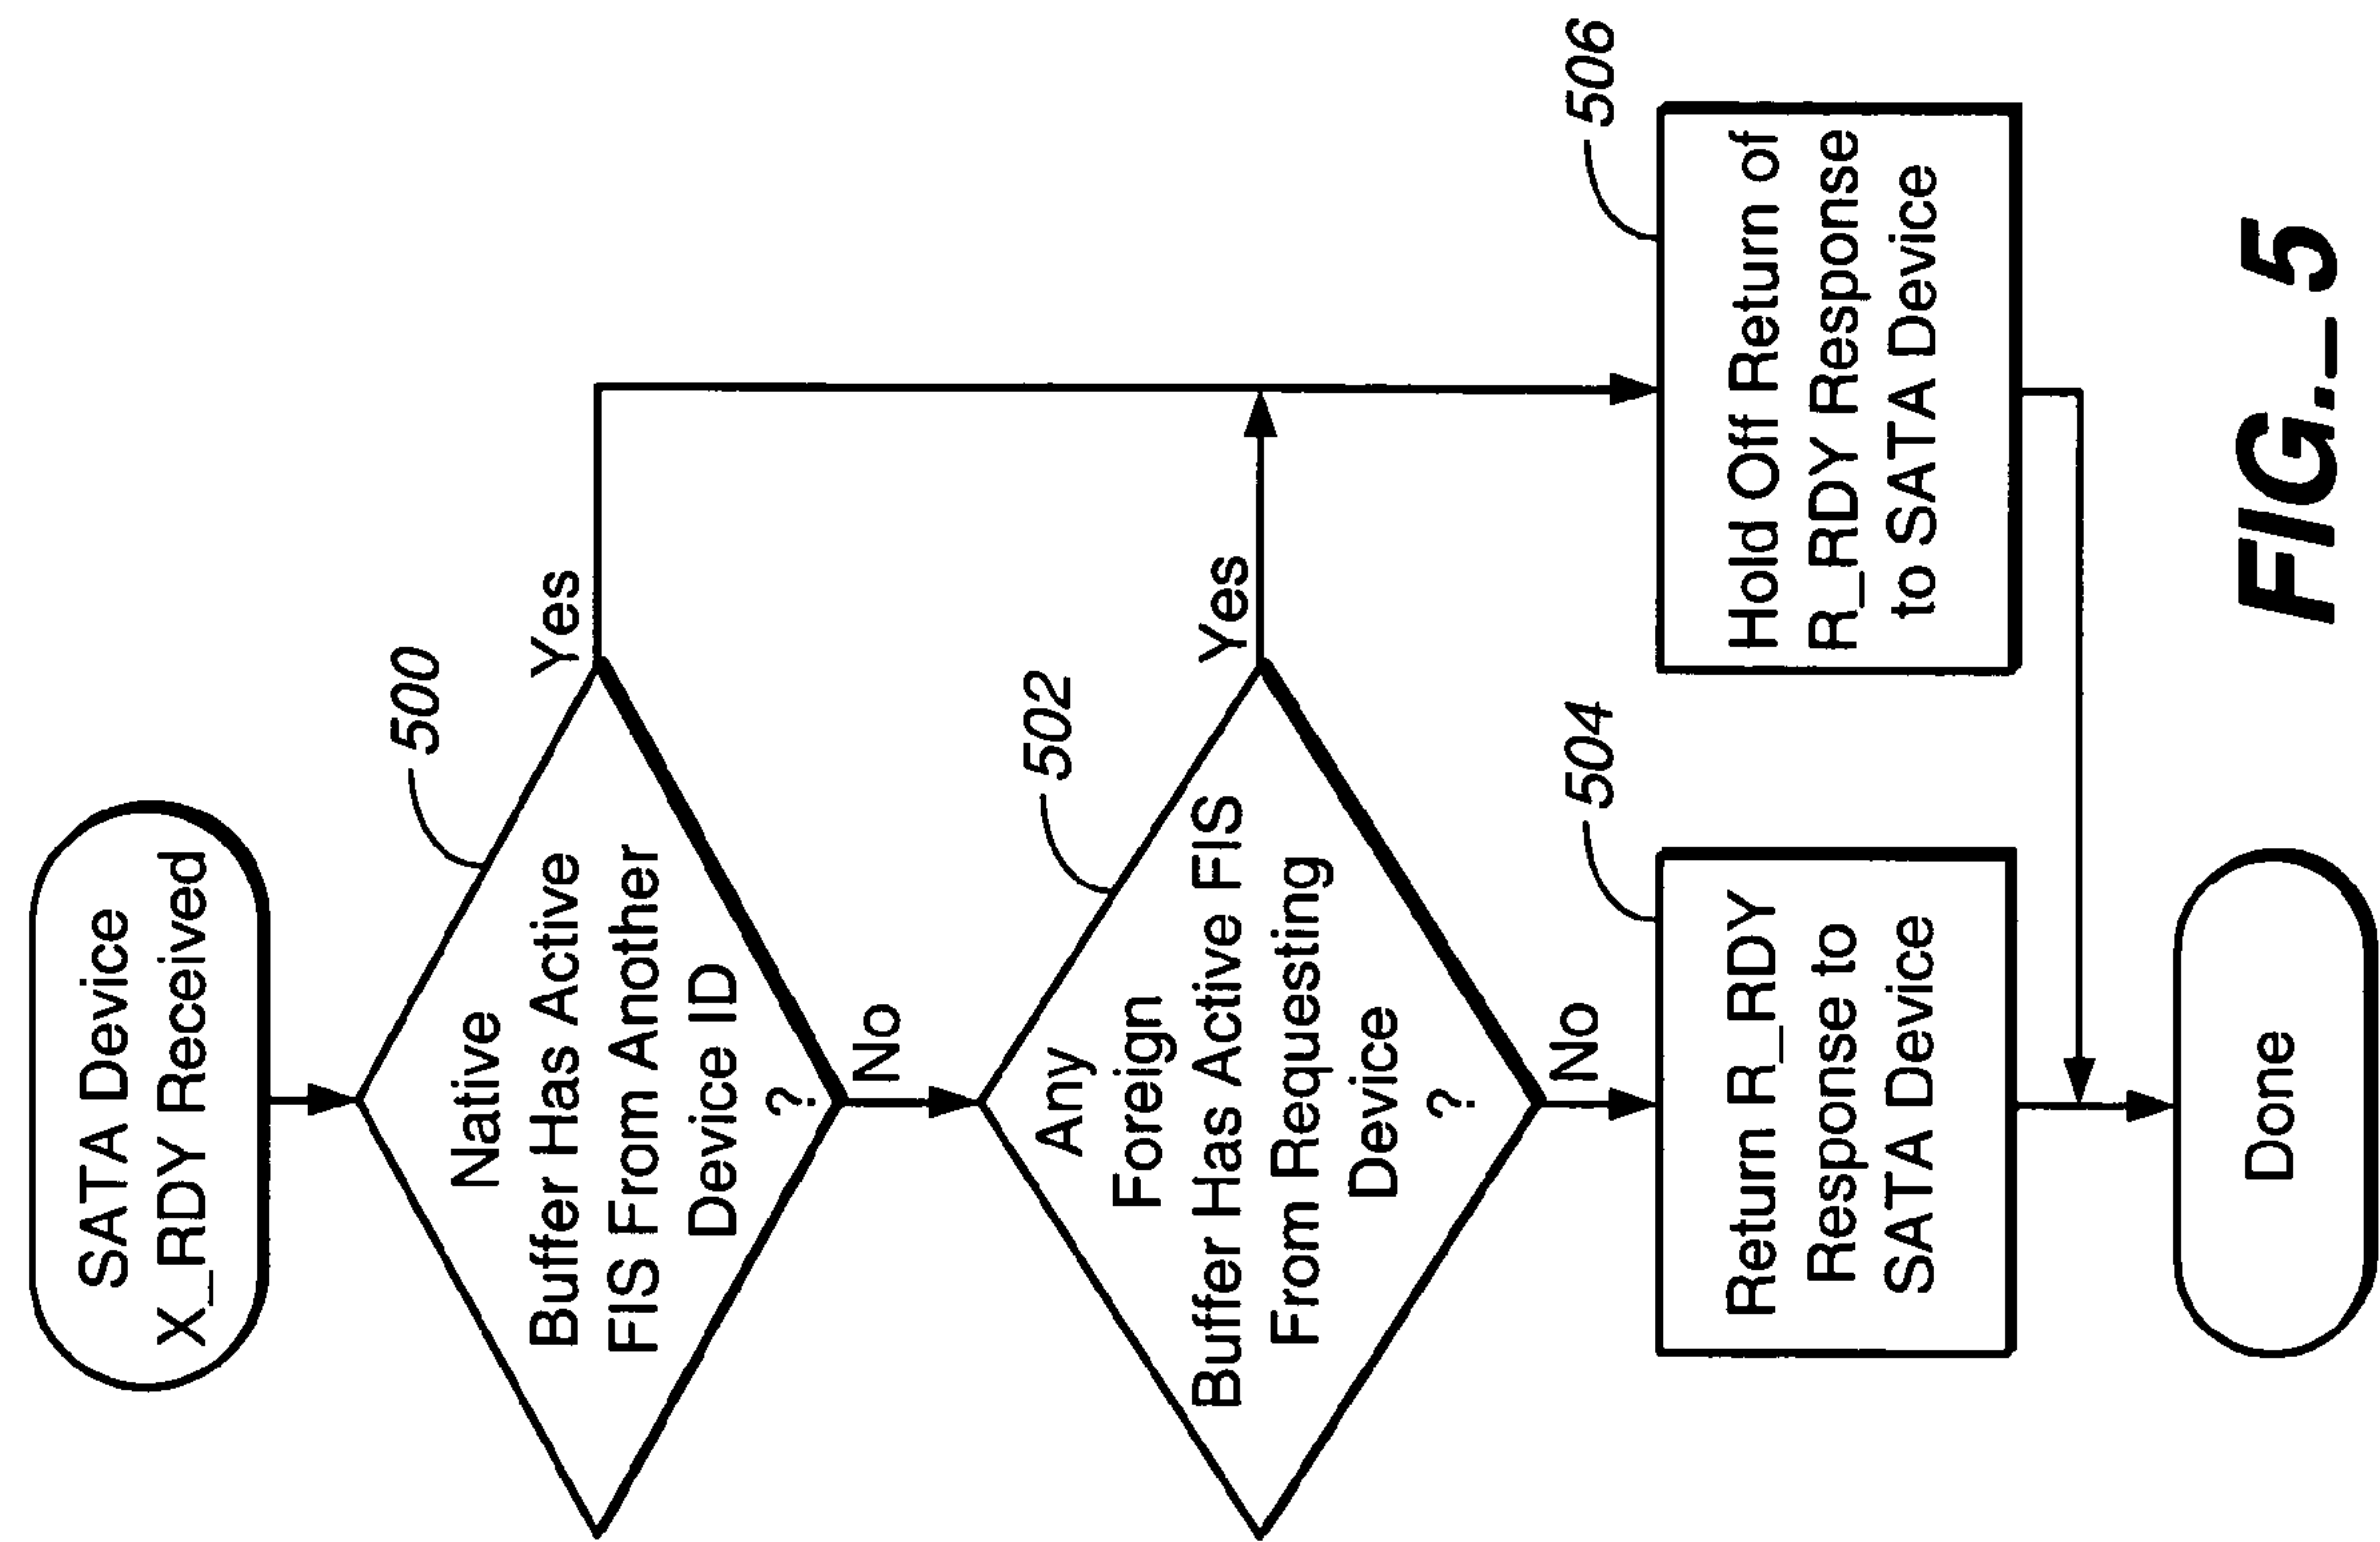 SATA Device
X_RDY Received
500
Native
Buffer Has Active
FIS From Another
Device ID
?
Yes
No
502
Any
Foreign
Buffer Has Active FIS
From Requesting
Device
?
Yes
No
504
Return R_RDY
Response to
SATA Device
506
Hold Off Return of
R_RDY Response
to SATA Device
Done
FIG._5